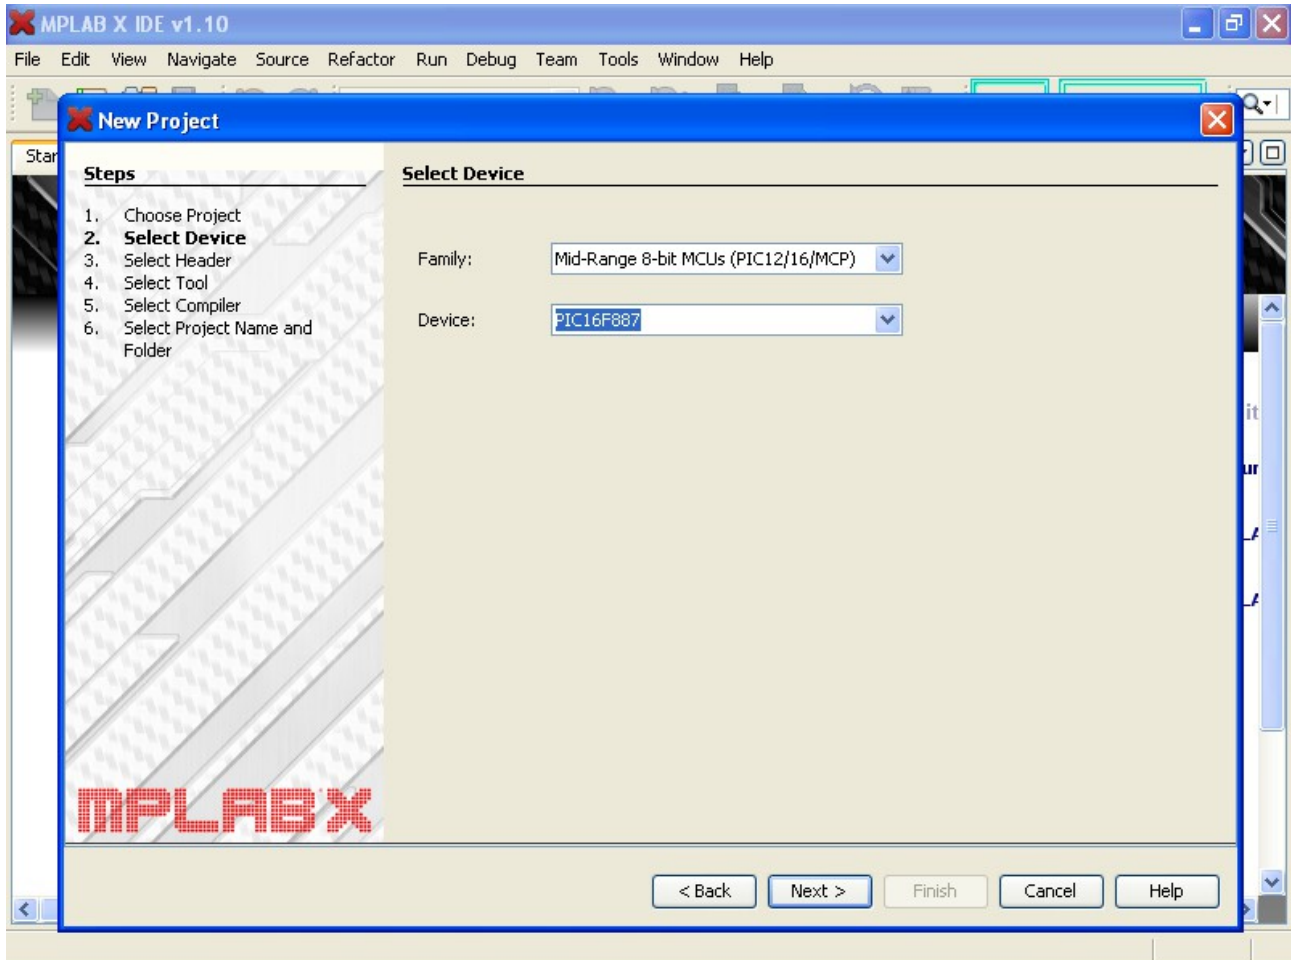 MPLAB X IDE v1.10
File Edit View Navigate Source Refactor Run Debug Team Tools Window Help
New Project
Steps
1. Choose Project
2. Select Device
3. Select Header
4. Select Tool
5. Select Compiler
6. Select Project Name and
Folder
MPLAB X
Select Device
Family: Mid-Range 8-bit MCUs (PIC12/16/MCP)
Device: PIC16F887
< Back Next > Finish Cancel Help